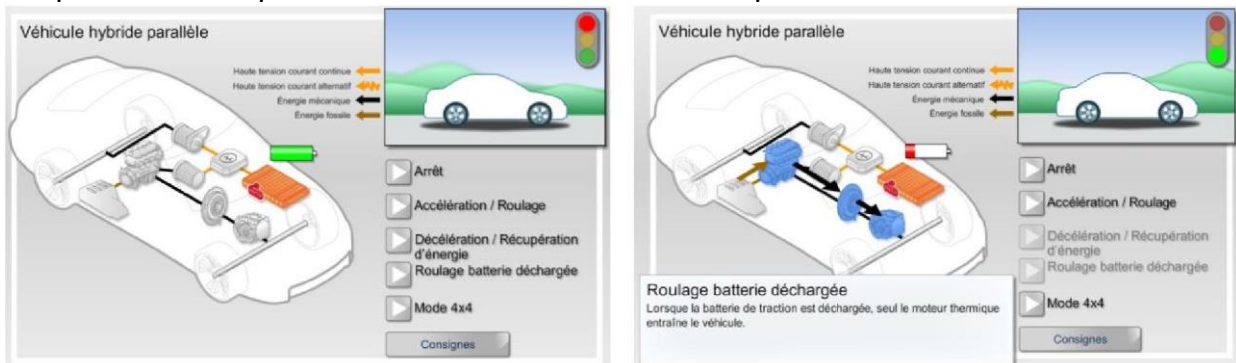 Véhicule hybride parallèle
Haute tension courant continue
Haute tension courant alternatif
Énergie mécanique
Énergie fossile
Arrêt
Accélération / Roulage
Décélération / Récupération
d'énergie
Roulage batterie déchargée
Mode 4x4
Consignes
Véhicule hybride parallèle
Haute tension courant continue
Haute tension courant alternatif
Énergie mécanique
Énergie fossile
Arrêt
Accélération / Roulage
Décélération / Récupération
d'énergie
Roulage batterie déchargée
Mode 4x4
Consignes
Roulage batterie déchargée
Lorsque la batterie de traction est déchargée, seul le moteur thermique
entraîne le véhicule.